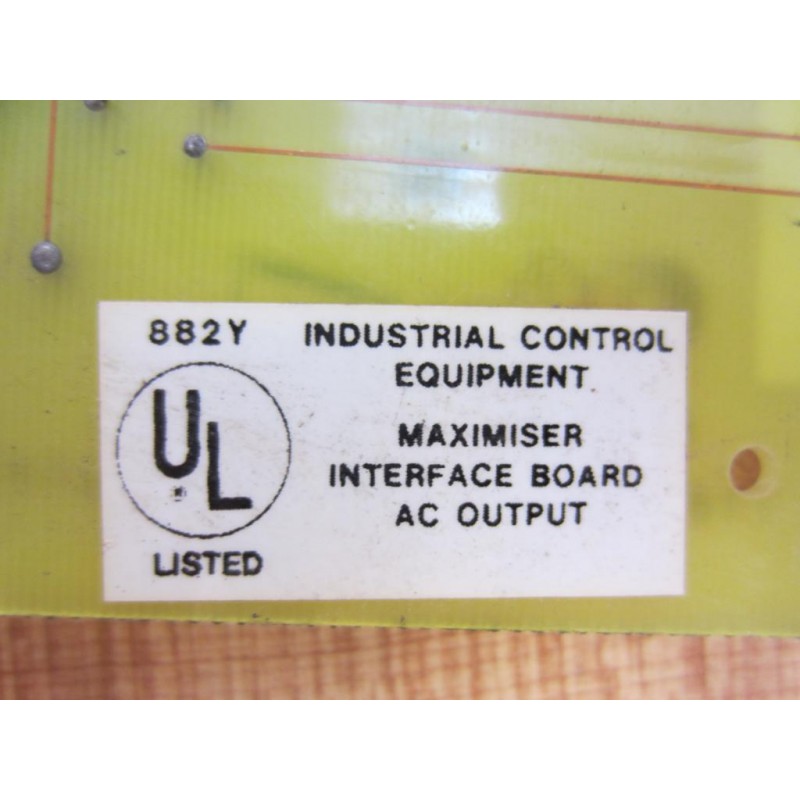 882Y
INDUSTRIAL CONTROL
EQUIPMENT
UL
LISTED
MAXIMISER
INTERFACE BOARD
AC OUTPUT